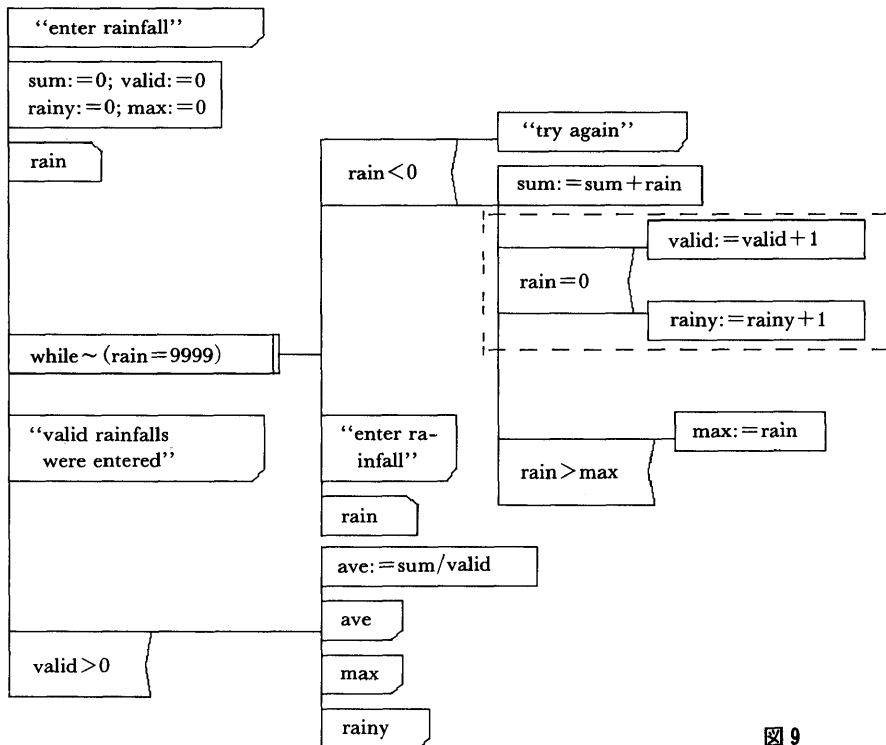 “enter rainfall”
sum:=0; valid:=0
rainy:=0; max:=0
rain
while~(rain=9999)
“valid rainfalls
were entered”
valid>0
rain<0
“try again”
sum:=sum+rain
rain=0
valid:=valid+1
rainy:=rainy+1
rain>max
max:=rain
“enter ra-
infall”
rain
ave:=sum/valid
ave
max
rainy
図9